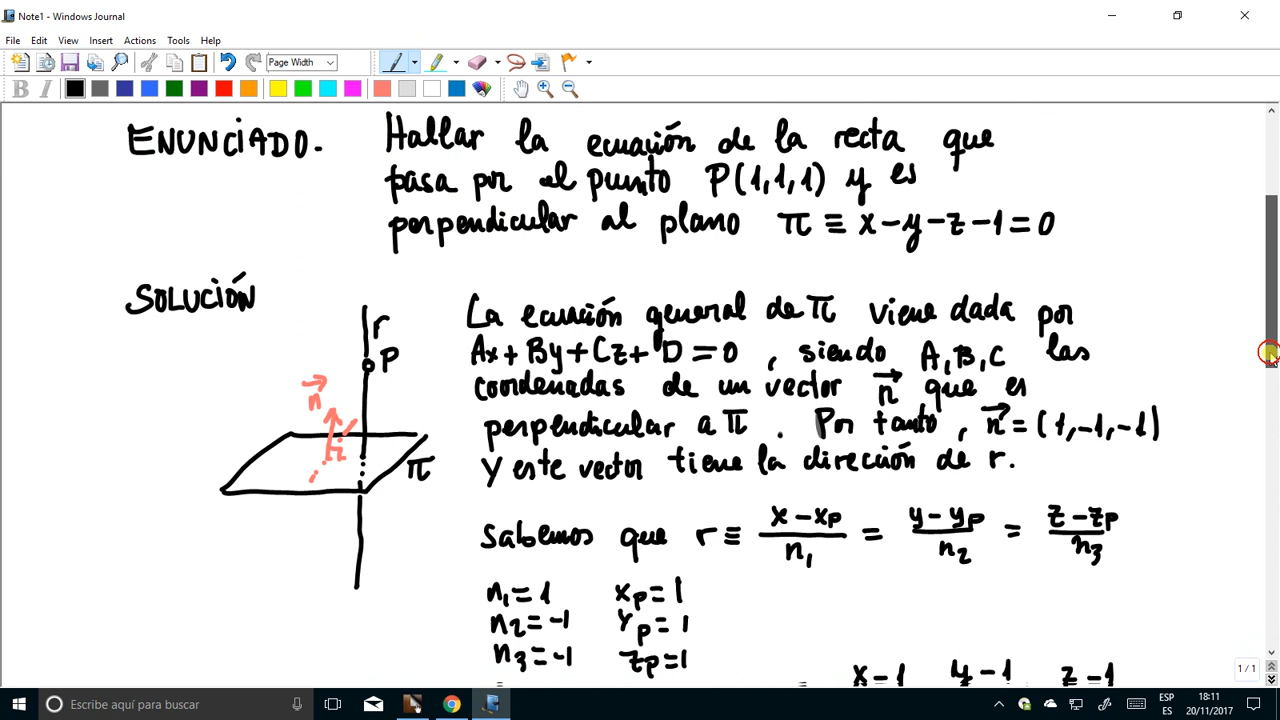 Note1 - Windows Journal
File Edit View Insert Actions Tools Help
Page Width
B I
ENUNCIADO. Hallar la ecuación de la recta que
pasa por el punto P(1,1,1) y es
perpendicular al plano π ≡ x-y-z-1=0
SOLUCIÓN
r
P
n
π
La ecuación general de π viene dada por
Ax+By+Cz+D=0, siendo A,B,C las
coordenadas de un vector n⃗ que es
perpendicular a π. Por tanto, n⃗=(1,-1,-1)
y este vector tiene la dirección de r.
Sabemos que r ≡ x-xp/n1 = y-yp/n2 = z-zp/n3
n1=1 xp=1
n2=-1 yp=1
n3=-1 zp=1
x-1 y-1 z-1
1/1
Escribe aquí para buscar
ESP
ES
18:11
20/11/2017